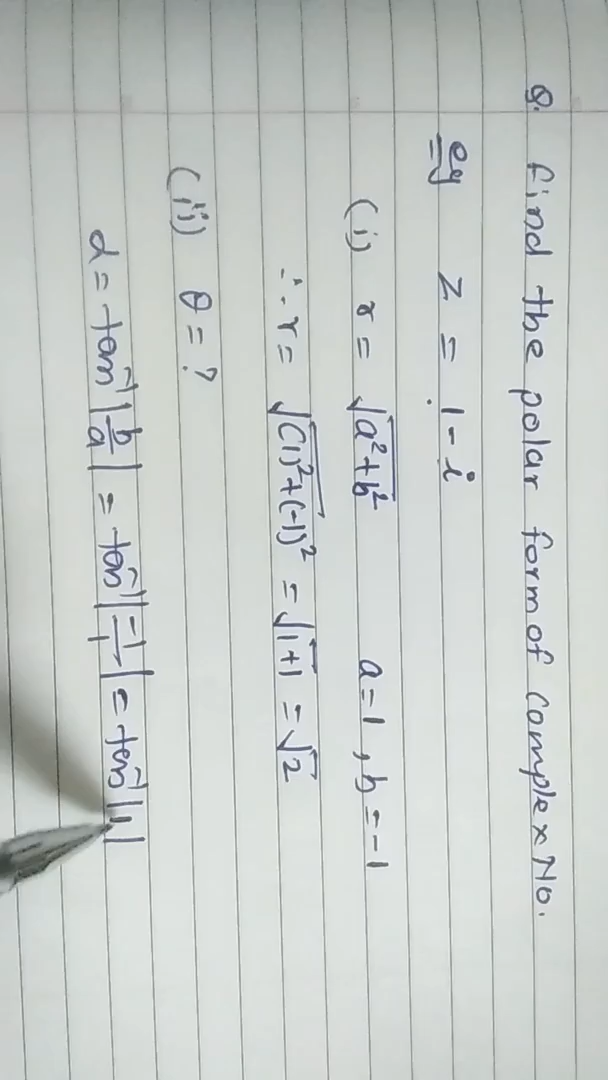 Q. Find the polar form of Complex No.
eg z = 1 - i
(i) r = √a²+b² a=1, b=-1
∴ r = √(1)²+(-1)² = √1+1 = √2
(ii) θ = ?
α = tan⁻¹|b/a| = tan⁻¹|-1/1| = tan⁻¹|1|